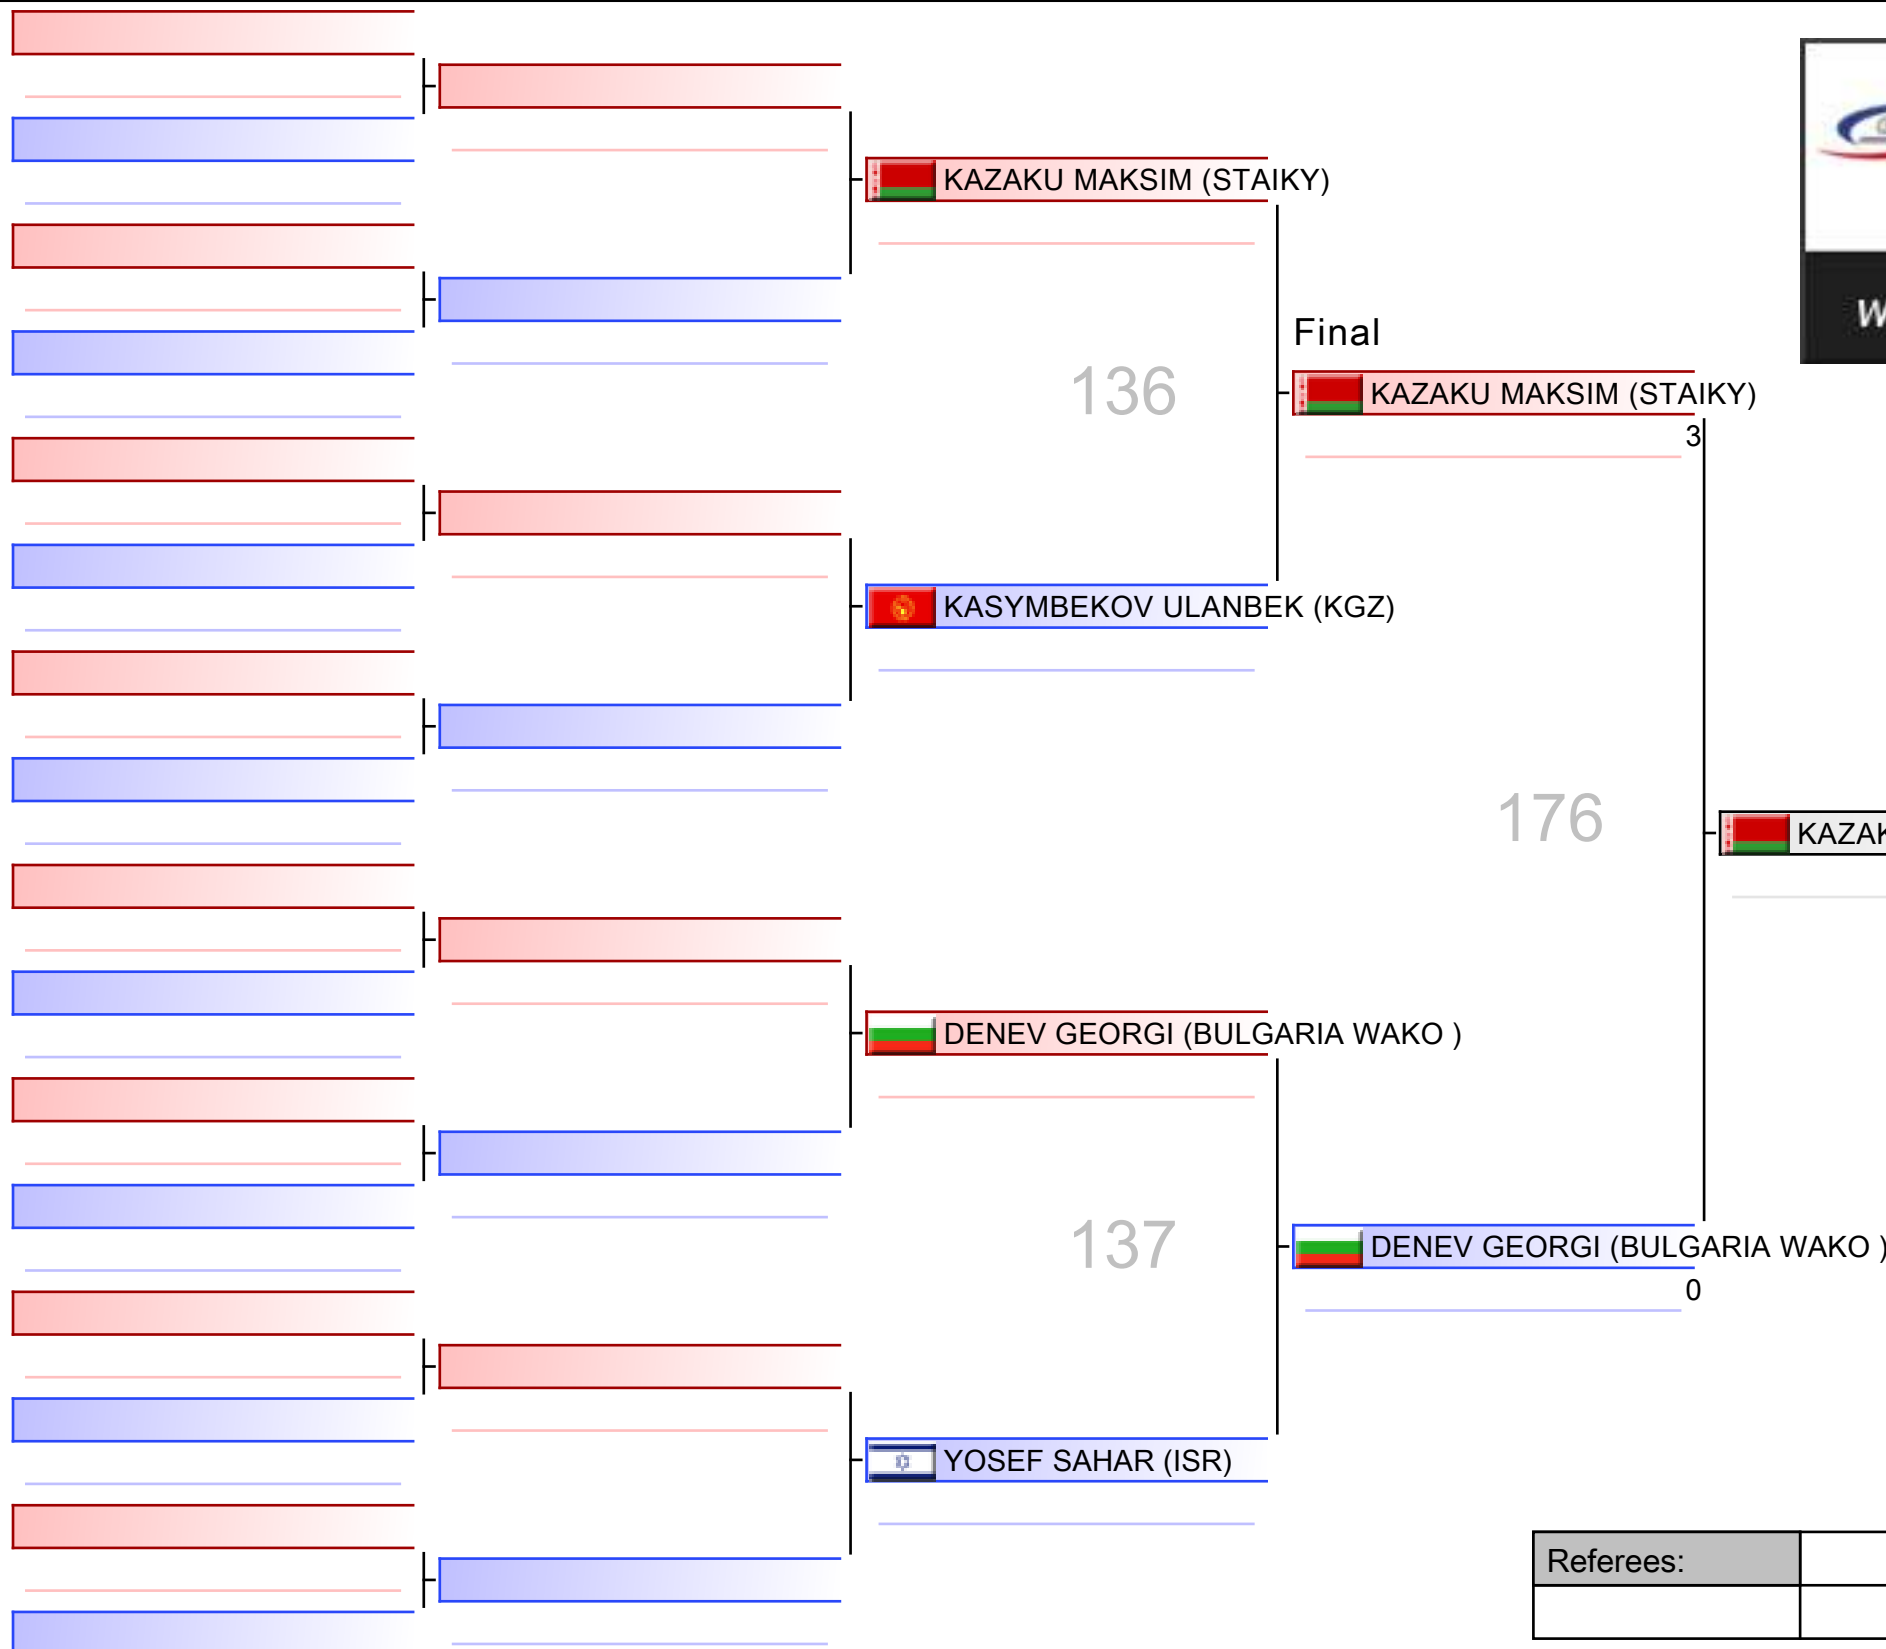 KAZAKU MAKSIM (STAIKY)
Final
136
KAZAKU MAKSIM (STAIKY)
3
KASYMBEKOV ULANBEK (KGZ)
176
DENEV GEORGI (BULGARIA WAKO )
137
DENEV GEORGI (BULGARIA WAKO )
0
YOSEF SAHAR (ISR)
Referees: